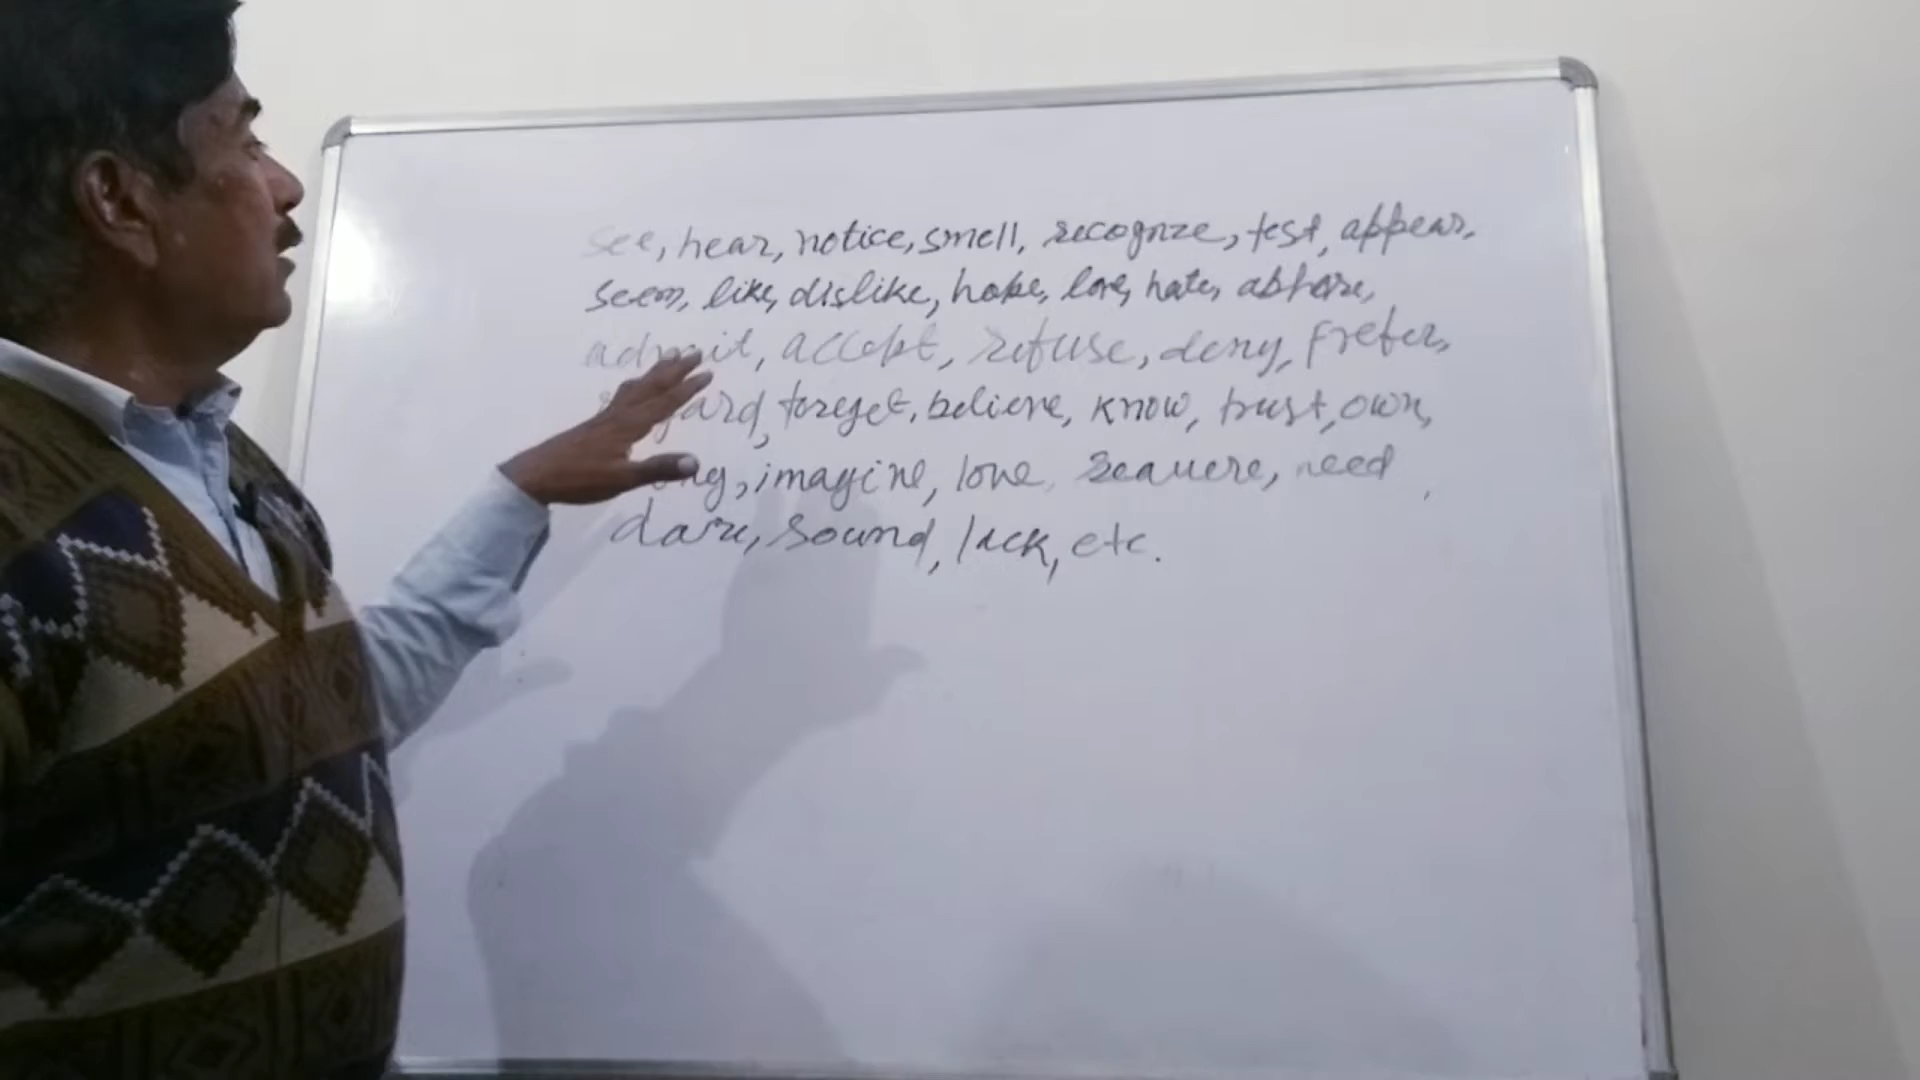 see, hear, notice, smell, recognize, test, appear,
seem, like, dislike, hope, love, hate, abhore,
admit, accept, refuse, deny, Prefer,
forget, believe, know, trust, own,
imagine, love, need,
dare, sound, lack, etc.